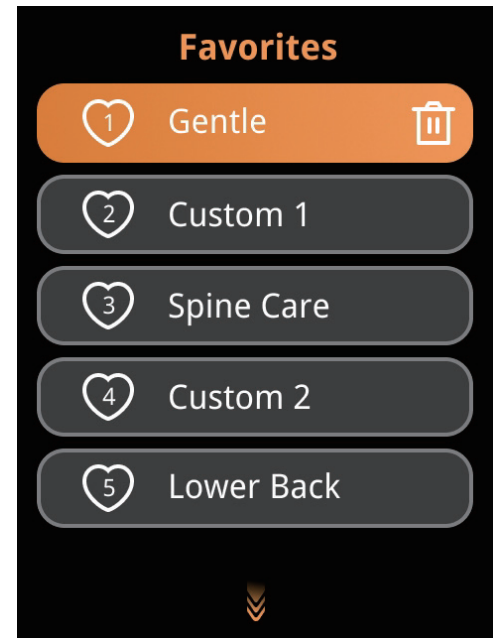 Favorites
1 Gentle
2 Custom 1
3 Spine Care
4 Custom 2
5 Lower Back